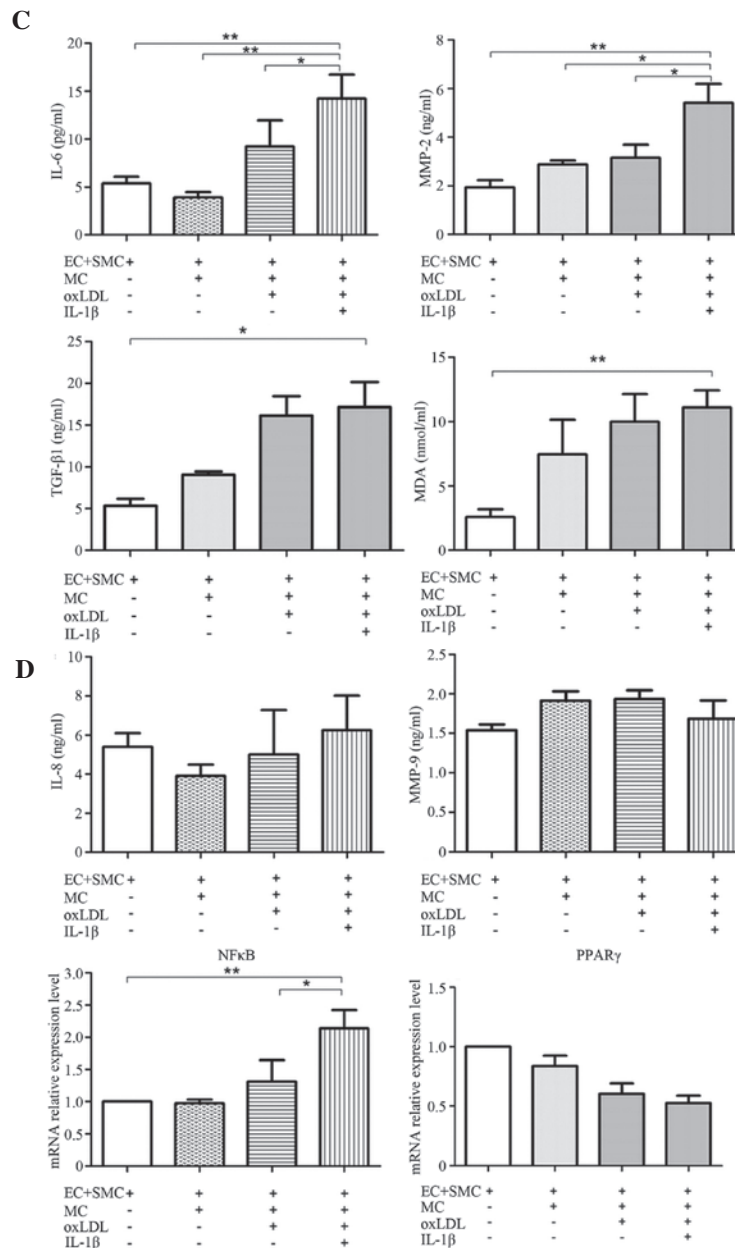 C
**
**
*
20
15
10
5
0
IL-6 (pg/ml)
EC+SMC + + + +
MC - + + +
oxLDL - - + +
IL-1β - - - +
**
*
*
8
6
4
2
0
MMP-2 (ng/ml)
EC+SMC + + + +
MC - + + +
oxLDL - - + +
IL-1β - - - +
*
25
20
15
10
5
0
TGF-β1 (ng/ml)
EC+SMC + + + +
MC - + + +
oxLDL - - + +
IL-1β - - - +
**
15
10
5
0
MDA (nmol/ml)
EC+SMC + + + +
MC - + + +
oxLDL - - + +
IL-1β - - - +
D
10
8
6
4
2
0
IL-8 (ng/ml)
EC+SMC + + + +
MC - + + +
oxLDL - - + +
IL-1β - - - +
2.5
2.0
1.5
1.0
0.5
0.0
MMP-9 (ng/ml)
EC+SMC + + + +
MC - + + +
oxLDL - - + +
IL-1β - - - +
NFκB
**
*
3.0
2.5
2.0
1.5
1.0
0.0
mRNA relative expression level
EC+SMC + + + +
MC - + + +
oxLDL - - + +
IL-1β - - - +
PPARγ
1.5
1.0
0.5
0.0
mRNA relative expression level
EC+SMC + + + +
MC - + + +
oxLDL - - + +
IL-1β - - - +